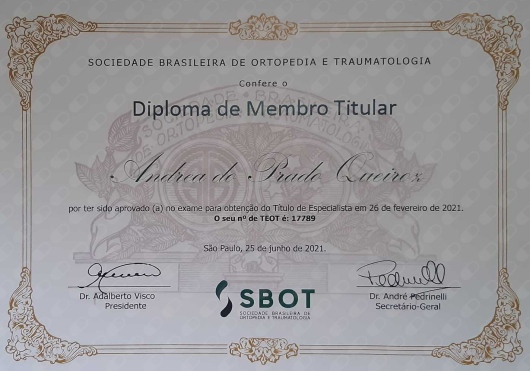 SOCIEDADE BRASILEIRA DE ORTOPEDIA E TRAUMATOLOGIA
Confere o
Diploma de Membro Titular
Andrea do Prado Queiroz
por ter sido aprovado (a) no exame para obtenção do Título de Especialista em 26 de fevereiro de 2021.
O seu nº de TEOT é: 17789
São Paulo, 25 de junho de 2021.
Dr. Adalberto Visco
Presidente
SBOT
SOCIEDADE BRASILEIRA DE
ORTOPEDIA E TRAUMATOLOGIA
Dr. André Pedrinelli
Secretário-Geral